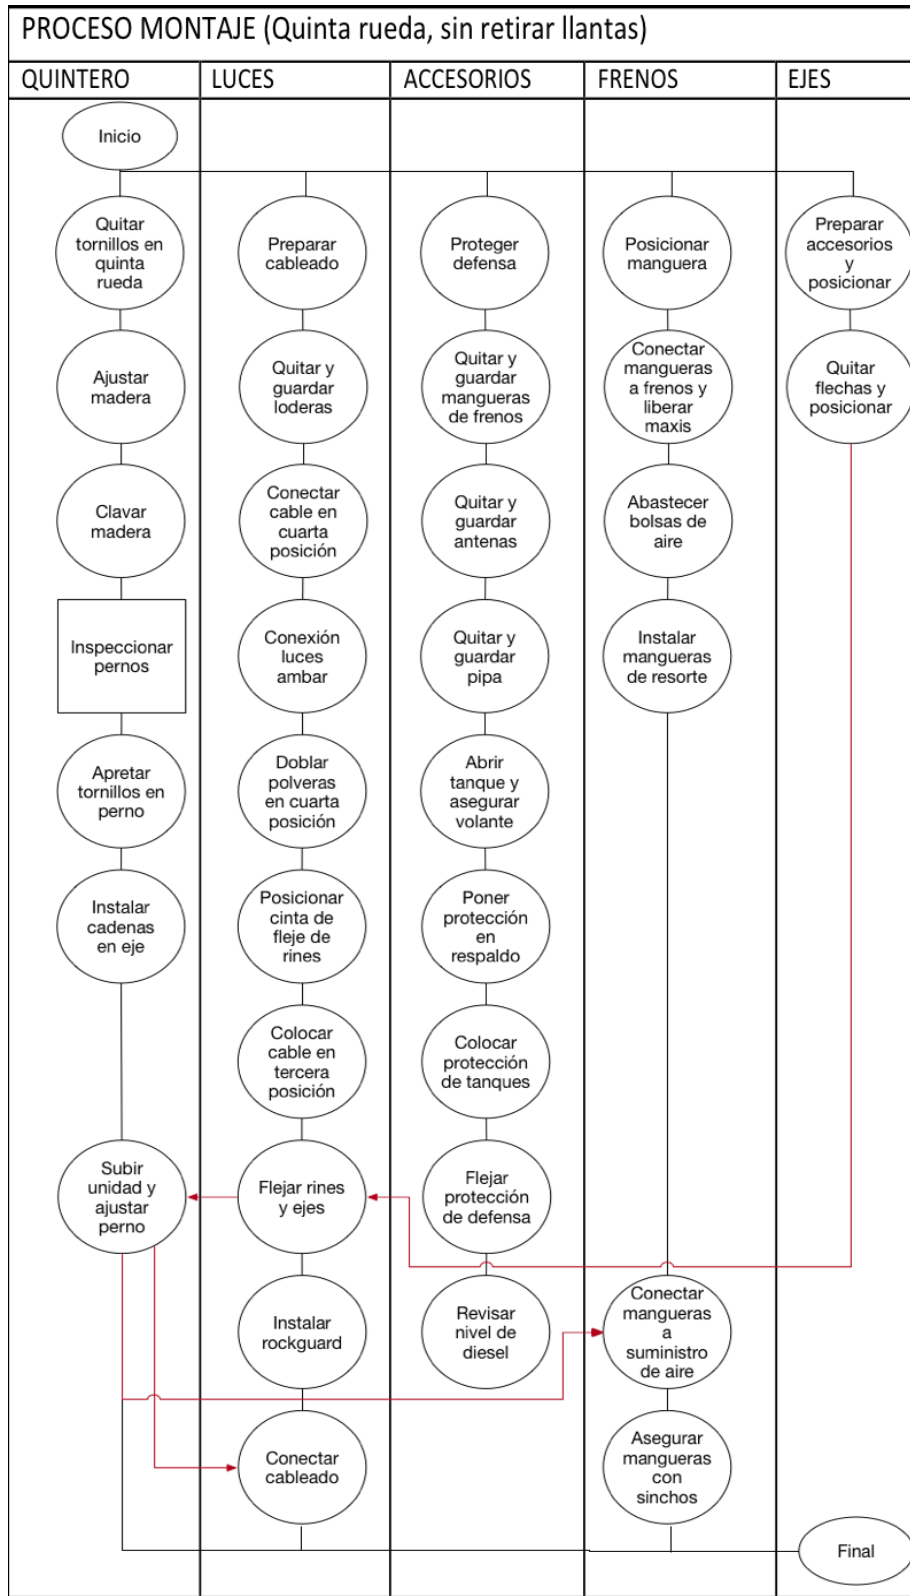 PROCESO MONTAJE (Quinta rueda, sin retirar llantas)
QUINTERO
LUCES
ACCESORIOS
FRENOS
EJES
Inicio
Quitar
tornillos en
quinta
rueda
Ajustar
madera
Clavar
madera
Inspeccionar
pernos
Apretar
tornillos en
perno
Instalar
cadenas
en eje
Subir
unidad y
ajustar
perno
Preparar
cableado
Quitar y
guardar
loderas
Conectar
cable en
cuarta
posición
Conexión
luces
ambar
Doblar
polveras
en cuarta
posición
Posicionar
cinta de
fleje de
rines
Colocar
cable en
tercera
posición
Flejar rines
y ejes
Instalar
rockguard
Conectar
cableado
Proteger
defensa
Quitar y
guardar
mangueras
de frenos
Quitar y
guardar
antenas
Quitar y
guardar
pipa
Abrir
tanque y
asegurar
volante
Poner
protección
en
respaldo
Colocar
protección
de tanques
Flejar
protección
de defensa
Revisar
nivel de
diesel
Posicionar
manguera
Conectar
mangueras
a frenos y
liberar
maxis
Abastecer
bolsas de
aire
Instalar
mangueras
de resorte
Conectar
mangueras
a
suministro
de aire
Asegurar
mangueras
con
sinchos
Preparar
accesorios
y
posicionar
Quitar
flechas y
posicionar
Final